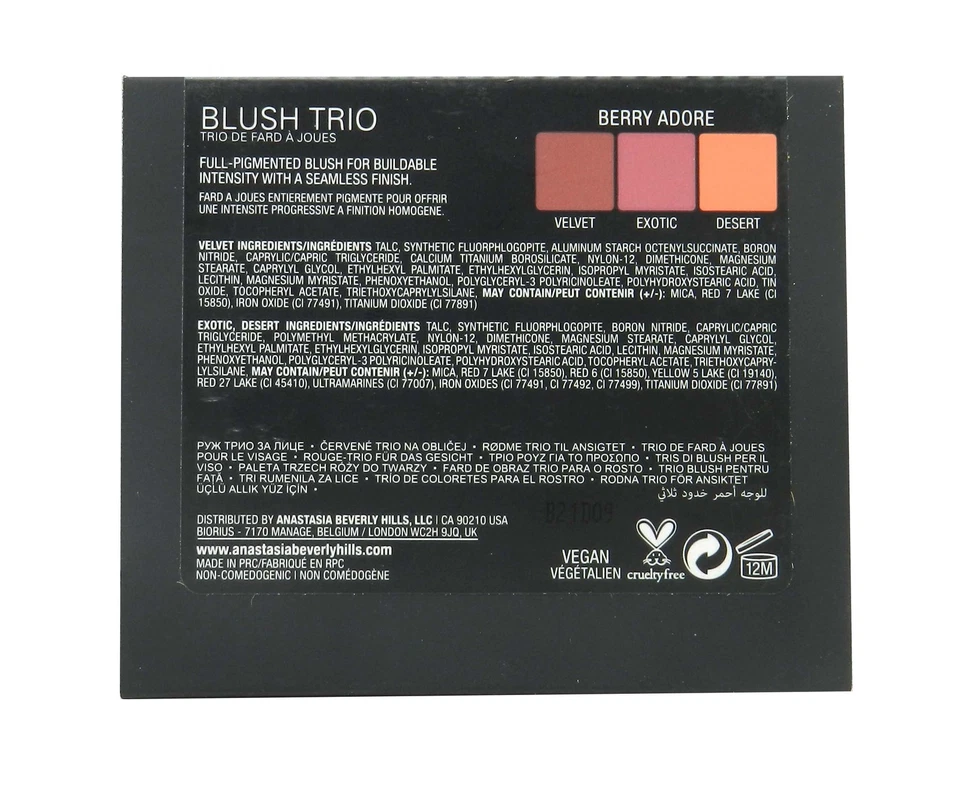 BLUSH TRIO
TRIO DE FARD À JOUES
FULL-PIGMENTED BLUSH FOR BUILDABLE
INTENSITY WITH A SEAMLESS FINISH.
FARD A JOUES ENTIEREMENT PIGMENTE POUR OFFRIR
UNE INTENSITE PROGRESSIVE A FINITION HOMOGENE.
BERRY ADORE
VELVET EXOTIC DESERT
VELVET INGREDIENTS/INGRÉDIENTS TALC, SYNTHETIC FLUORPHLOGOPITE, ALUMINUM STARCH OCTENYLSUCCINATE, BORON
NITRIDE, CAPRYLIC/CAPRIC TRIGLYCERIDE, CALCIUM TITANIUM BOROSILICATE, NYLON-12, DIMETHICONE, MAGNESIUM
STEARATE, CAPRYLYL GLYCOL, ETHYLHEXYL PALMITATE, ETHYLHEXYLGLYCERIN, ISOPROPYL MYRISTATE, ISOSTEARIC ACID,
LECITHIN, MAGNESIUM MYRISTATE, PHENOXYETHANOL, POLYGLYCERYL-3 POLYRICINOLEATE, POLYHYDROXYSTEARIC ACID, TIN
OXIDE, TOCOPHERYL ACETATE, TRIETHOXYCAPRYLYLSILANE, MAY CONTAIN/PEUT CONTENIR (+/-): MICA, RED 7 LAKE (CI
15850), IRON OXIDE (CI 77491), TITANIUM DIOXIDE (CI 77891)
EXOTIC, DESERT INGREDIENTS/INGRÉDIENTS TALC, SYNTHETIC FLUORPHLOGOPITE, BORON NITRIDE, CAPRYLIC/CAPRIC
TRIGLYCERIDE, POLYMETHYL METHACRYLATE, NYLON-12, DIMETHICONE, MAGNESIUM STEARATE, CAPRYLYL GLYCOL,
ETHYLHEXYL PALMITATE, ETHYLHEXYLGLYCERIN, ISOPROPYL MYRISTATE, ISOSTEARIC ACID, LECITHIN, MAGNESIUM MYRISTATE,
PHENOXYETHANOL, POLYGLYCERYL-3 POLYRICINOLEATE, POLYHYDROXYSTEARIC ACID, TOCOPHERYL ACETATE, TRIETHOXYCAPRY-
LYLSILANE, MAY CONTAIN/PEUT CONTENIR (+/-): MICA, RED 7 LAKE (CI 15850), RED 6 (CI 15850), YELLOW 5 LAKE (CI 19140),
RED 27 LAKE (CI 45410), ULTRAMARINES (CI 77007), IRON OXIDES (CI 77491, CI 77492, CI 77499), TITANIUM DIOXIDE (CI 77891)
РУЖ ТРИО ЗА ЛИЦЕ • ČERVENÉ TRIO NA OBLIČEJ • RØDME TRIO TIL ANSIGTET • TRIO DE FARD À JOUES
POUR LE VISAGE • ROUGE-TRIO FÜR DAS GESICHT • ΤΡΙΟ ΡΟΥΖ ΓΙΑ ΤΟ ΠΡΟΣΩΠΟ • TRIS DI BLUSH PER IL
VISO • PALETA TRZECH RÓŻY DO TWARZY • FARD DE OBRAZ TRIO PARA O ROSTO • TRIO BLUSH PENTRU
FAȚĂ • TRI RUMENILA ZA LICE • TRÍO DE COLORETES PARA EL ROSTRO • RODNA TRIO FÖR ANSIKTET
ÜÇLÜ ALLIK YÜZ İÇİN • للوجه أحمر خدود ثلاثي
B21D09
DISTRIBUTED BY ANASTASIA BEVERLY HILLS, LLC | CA 90210 USA
BIORIUS - 7170 MANAGE, BELGIUM / LONDON WC2H 9JQ, UK
www.anastasiabeverlyhills.com
MADE IN PRC/FABRIQUÉ EN RPC
NON-COMEDOGENIC | NON COMÉDOGÈNE
VEGAN
VÉGÉTALIEN
crueltyfree
12M